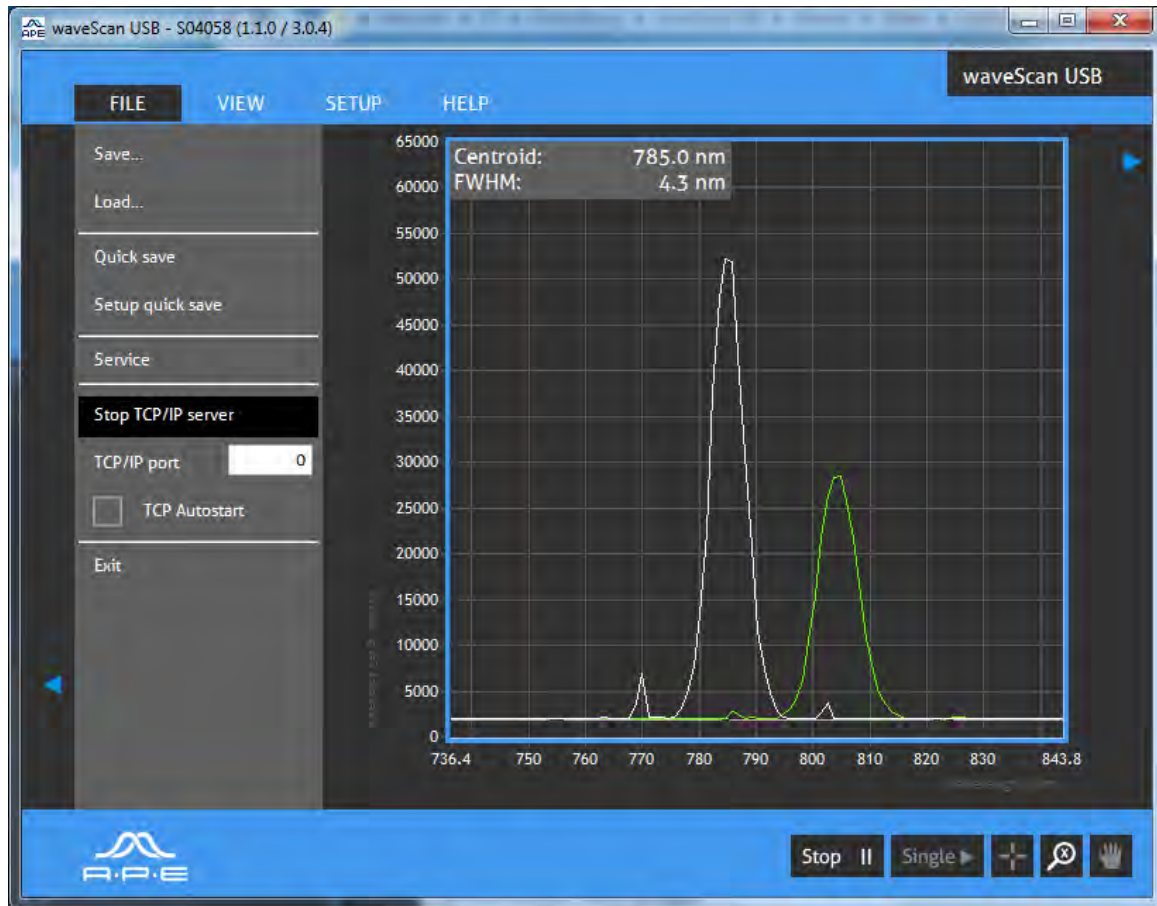 waveScan USB - S04058 (1.1.0 / 3.0.4)
waveScan USB
FILE VIEW SETUP HELP
Save...
Load...
Quick save
Setup quick save
Service
Stop TCP/IP server
TCP/IP port 0
TCP Autostart
Exit
Centroid: 785.0 nm
FWHM: 4.3 nm
65000
60000
55000
50000
45000
40000
35000
30000
25000
20000
15000
10000
5000
0
736.4 750 760 770 780 790 800 810 820 830 843.8
A.P.E
Stop Single